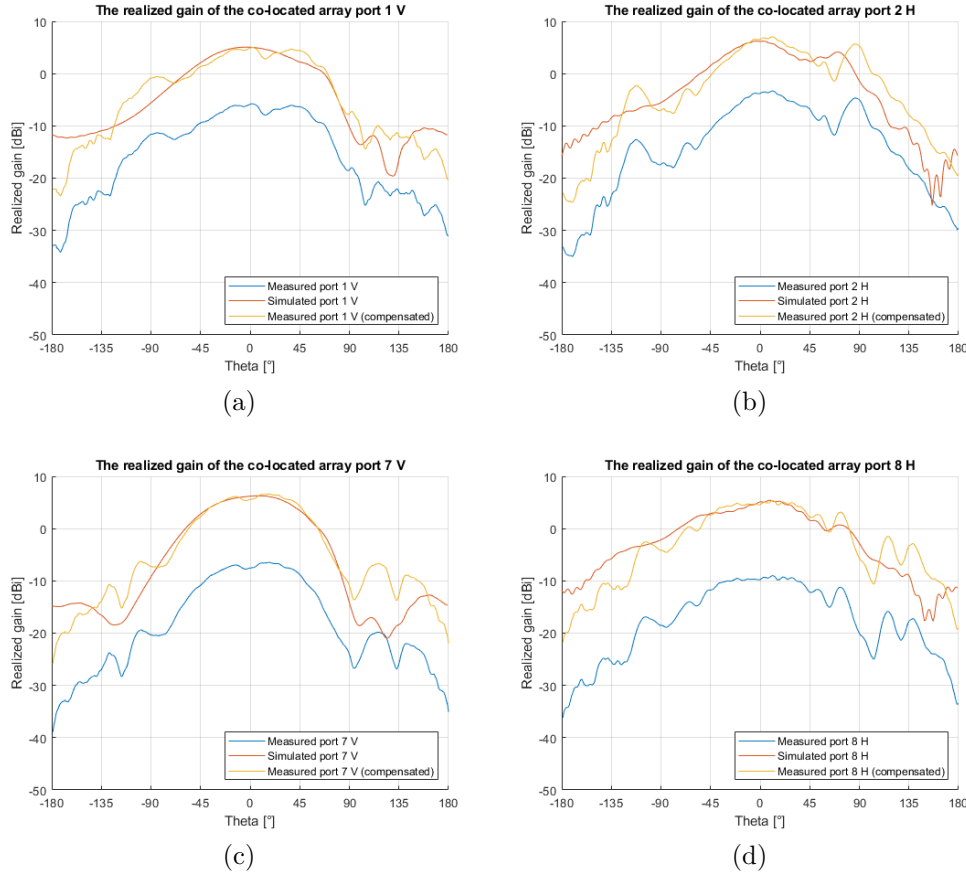 The realized gain of the co-located array port 1 V
10
0
-10
-20
-30
-40
-50
Realized gain [dBi]
Measured port 1 V
Simulated port 1 V
Measured port 1 V (compensated)
-180 -135 -90 -45 0 45 90 135 180
Theta [°]
(a)
The realized gain of the co-located array port 2 H
10
0
-10
-20
-30
-40
-50
Realized gain [dBi]
Measured port 2 H
Simulated port 2 H
Measured port 2 H (compensated)
-180 -135 -90 -45 0 45 90 135 180
Theta [°]
(b)
The realized gain of the co-located array port 7 V
10
0
-10
-20
-30
-40
-50
Realized gain [dBi]
Measured port 7 V
Simulated port 7 V
Measured port 7 V (compensated)
-180 -135 -90 -45 0 45 90 135 180
Theta [°]
(c)
The realized gain of the co-located array port 8 H
10
0
-10
-20
-30
-40
-50
Realized gain [dBi]
Measured port 8 H
Simulated port 8 H
Measured port 8 H (compensated)
-180 -135 -90 -45 0 45 90 135 180
Theta [°]
(d)